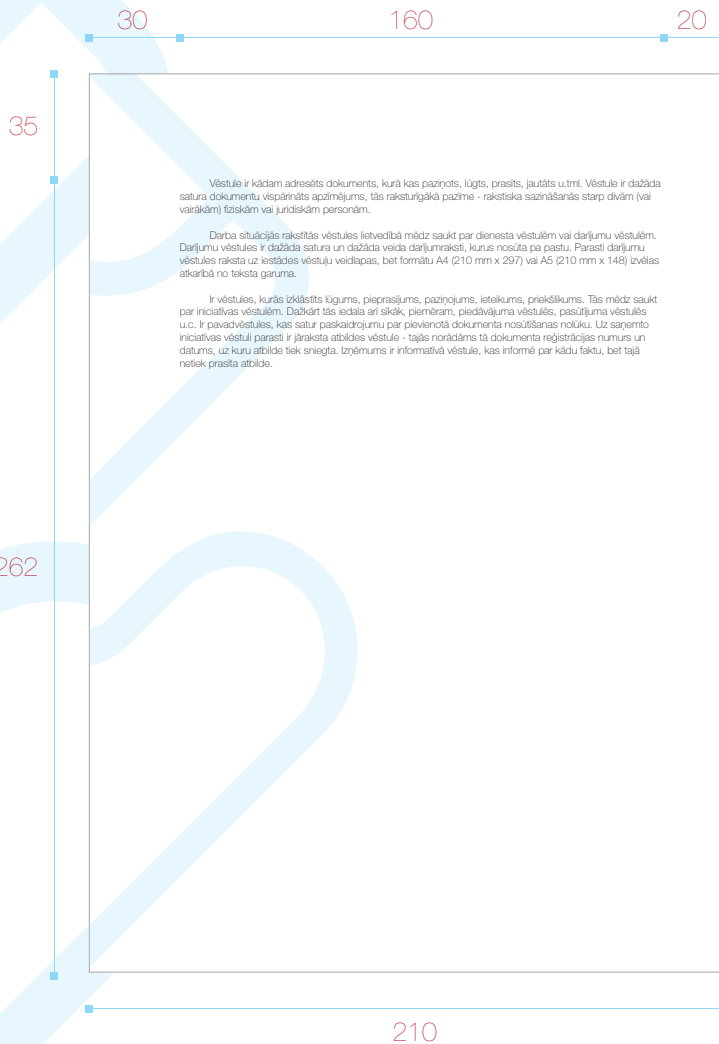 30 160 20
35
Vēstule ir kādam adresēts dokuments, kurā kas paziņots, lūgts, prasīts, jautāts u.tml. Vēstule ir dažāda
satura dokumentu vispārināts apzīmējums, tās raksturīgākā pazīme - rakstiska sazināšanās starp divām (vai
vairākām) fiziskām vai juridiskām personām.
Darba situācijās rakstītās vēstules lietvedībā mēdz saukt par dienesta vēstulēm vai darījumu vēstulēm.
Darījumu vēstules ir dažāda satura un dažāda veida darījumraksti, kurus nosūta pa pastu. Parasti darījumu
vēstules raksta uz iestādes vēstuļu veidlapas, bet formātu A4 (210 mm x 297) vai A5 (210 mm x 148) izvēlas
atkarībā no teksta garuma.
Ir vēstules, kurās izklāstīts lūgums, pieprasījums, paziņojums, ieteikums, priekšlikums. Tās mēdz saukt
par iniciatīvas vēstulēm. Dažkārt tās iedala arī sīkāk, piemēram, piedāvājuma vēstulēs, pasūtījuma vēstulēs
u.c. Ir pavadvēstules, kas satur paskaidrojumu par pievienotā dokumenta nosūtīšanas nolūku. Uz saņemto
iniciatīvas vēstuli parasti ir jāraksta atbildes vēstule - tajās norādāms tā dokumenta reģistrācijas numurs un
datums, uz kuru atbilde tiek sniegta. Izņēmums ir informatīvā vēstule, kas informē par kādu faktu, bet tajā
netiek prasīta atbilde.
262
210